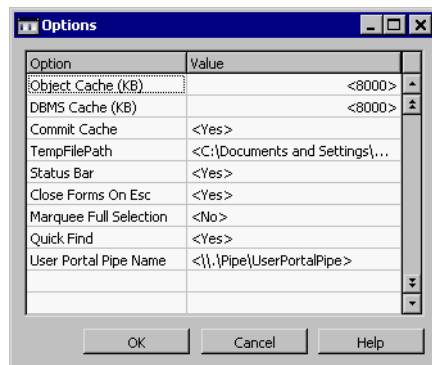 Options
Option Value
Object Cache (KB) <8000>
DBMS Cache (KB) <8000>
Commit Cache <Yes>
TempFilePath <C:\Documents and Settings\...
Status Bar <Yes>
Close Forms On Esc <Yes>
Marquee Full Selection <No>
Quick Find <Yes>
User Portal Pipe Name <\\.\Pipe\UserPortalPipe>
OK Cancel Help